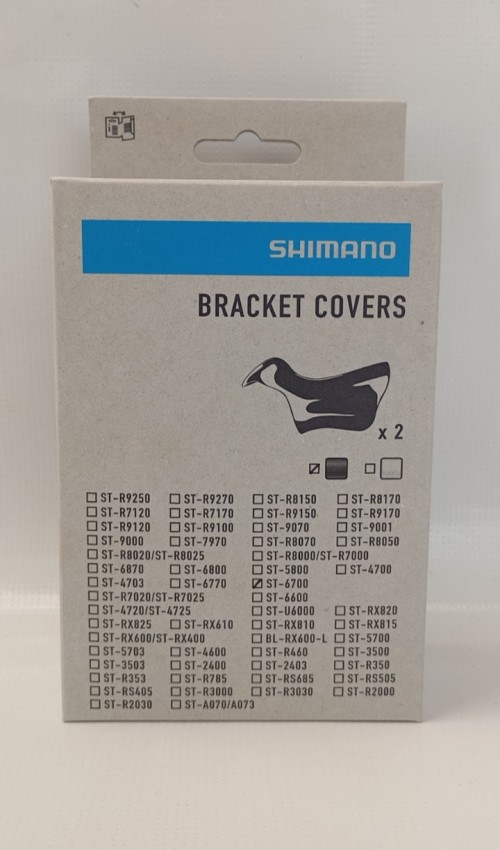 SHIMANO
BRACKET COVERS
x 2
ST-R9250 ST-R9270 ST-R8150 ST-R8170
ST-R7120 ST-R7170 ST-R9150 ST-R9170
ST-R9120 ST-R9100 ST-9070 ST-9001
ST-9000 ST-7970 ST-R8070 ST-R8050
ST-R8020/ST-R8025 ST-R8000/ST-R7000
ST-6870 ST-6800 ST-5800 ST-4700
ST-4703 ST-6770 ST-6700
ST-R7020/ST-R7025 ST-6600
ST-4720/ST-4725 ST-U6000 ST-RX820
ST-RX825 ST-RX610 ST-RX810 ST-RX815
ST-RX600/ST-RX400 BL-RX600-L ST-5700
ST-5703 ST-4600 ST-R460 ST-3500
ST-3503 ST-2400 ST-2403 ST-R350
ST-R353 ST-R785 ST-RS685 ST-RS505
ST-RS405 ST-R3000 ST-R3030 ST-R2000
ST-R2030 ST-A070/A073